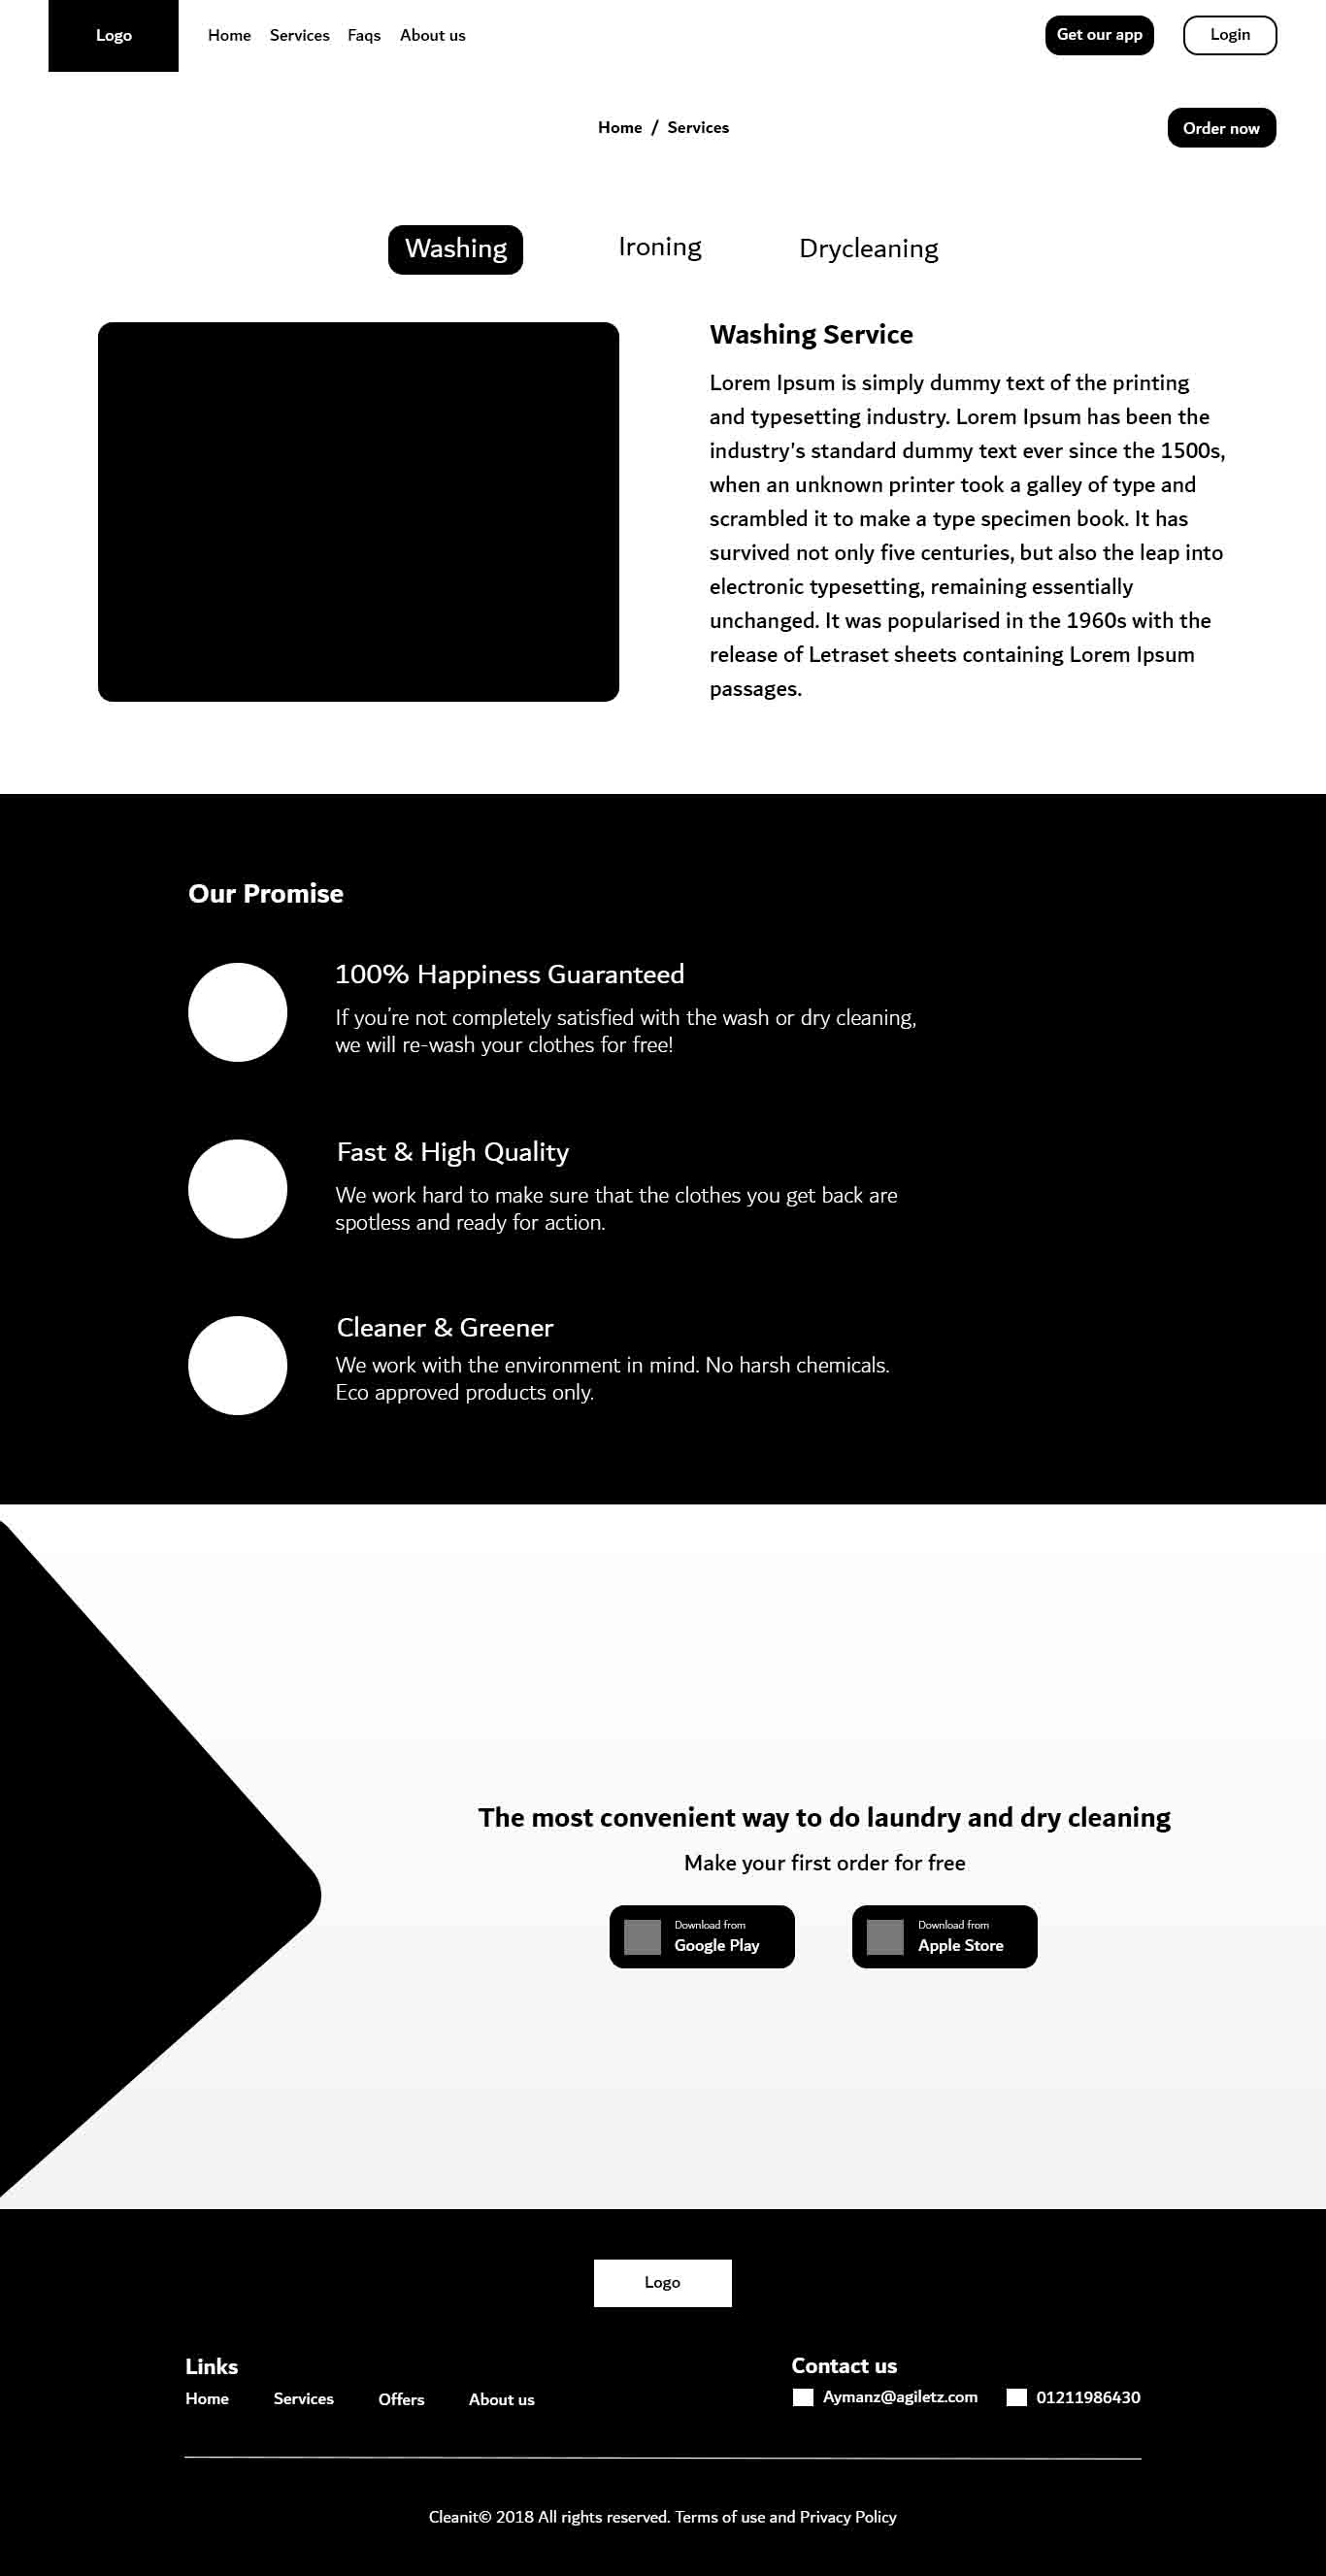 Logo Home Services Faqs About us Get our app Login
Home / Services Order now
Washing Ironing Drycleaning
Washing Service
Lorem Ipsum is simply dummy text of the printing
and typesetting industry. Lorem Ipsum has been the
industry's standard dummy text ever since the 1500s,
when an unknown printer took a galley of type and
scrambled it to make a type specimen book. It has
survived not only five centuries, but also the leap into
electronic typesetting, remaining essentially
unchanged. It was popularised in the 1960s with the
release of Letraset sheets containing Lorem Ipsum
passages.
Our Promise
100% Happiness Guaranteed
If you're not completely satisfied with the wash or dry cleaning,
we will re-wash your clothes for free!
Fast & High Quality
We work hard to make sure that the clothes you get back are
spotless and ready for action.
Cleaner & Greener
We work with the environment in mind. No harsh chemicals.
Eco approved products only.
The most convenient way to do laundry and dry cleaning
Make your first order for free
Download from
Google Play
Download from
Apple Store
Logo
Links
Home Services Offers About us
Contact us
Aymanz@agiletz.com 01211986430
Cleanit© 2018 All rights reserved. Terms of use and Privacy Policy